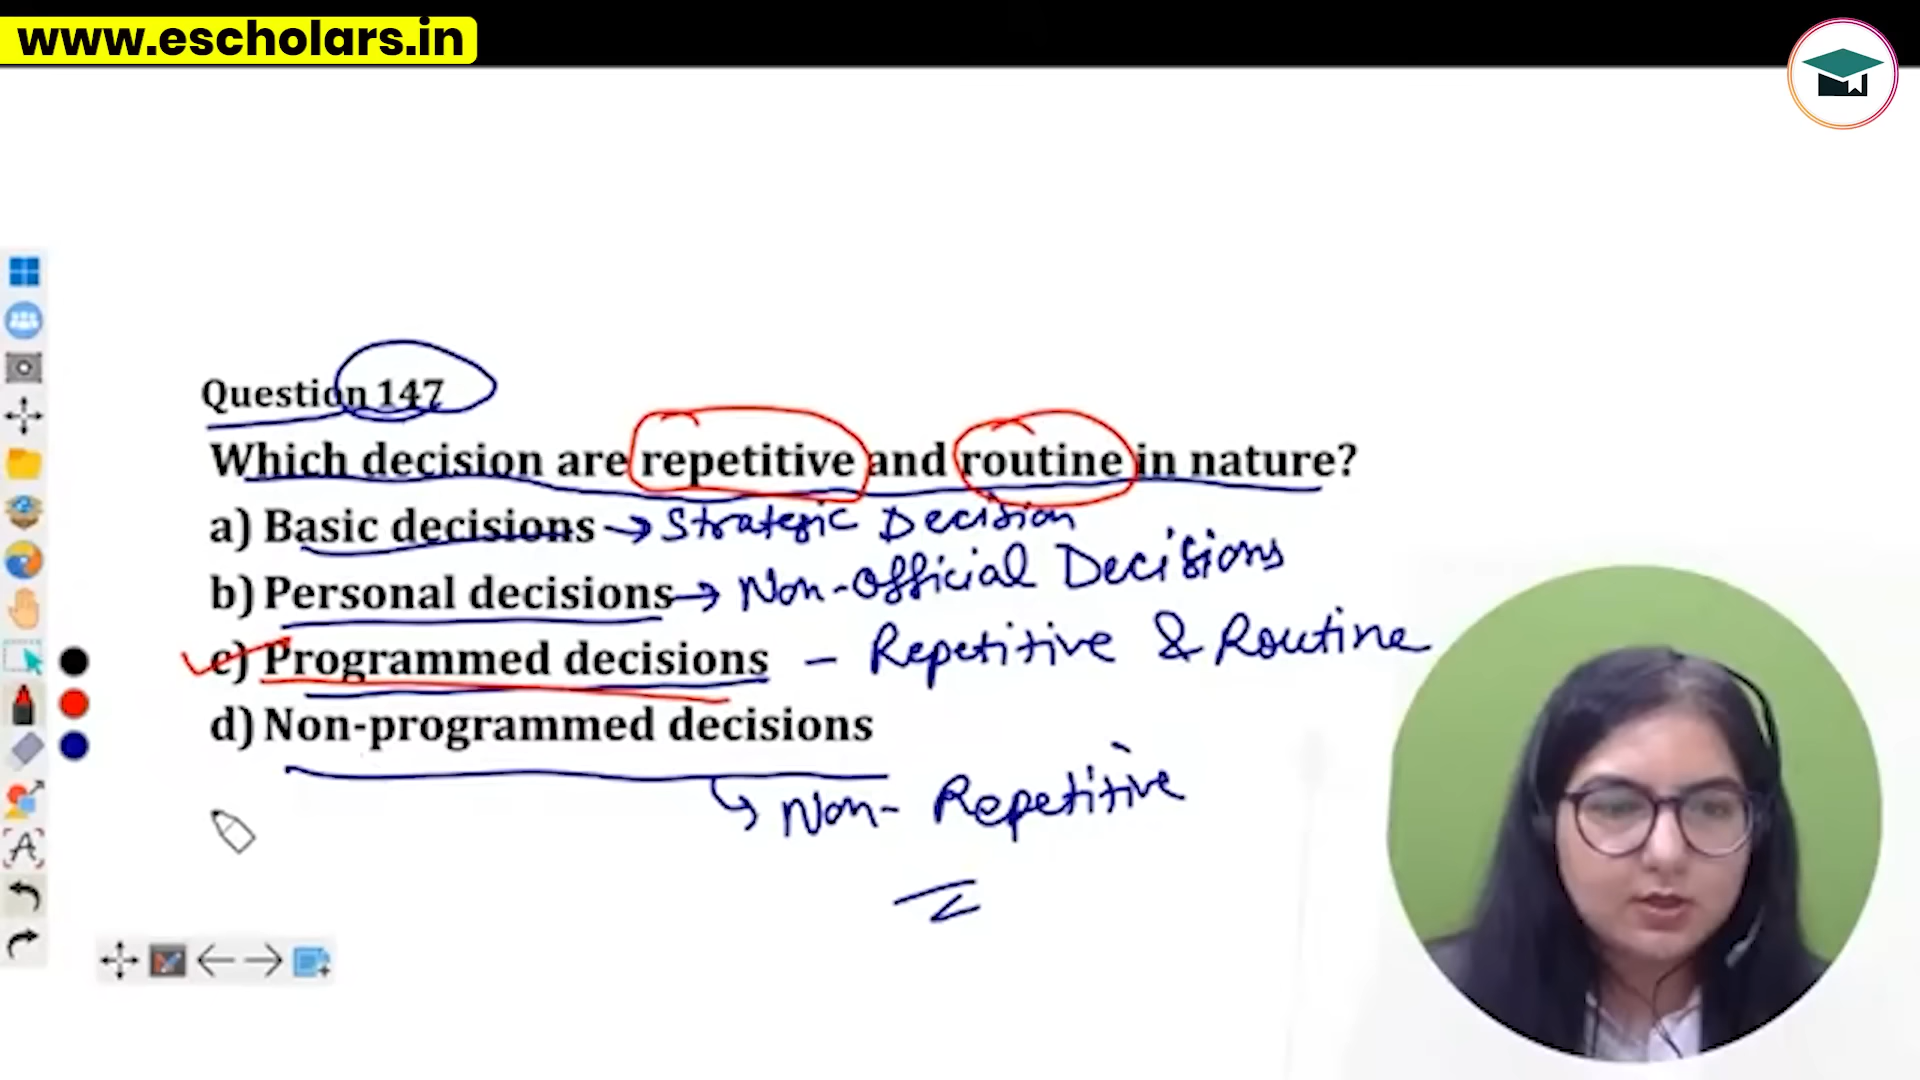 www.escholars.in
Question 147
Which decision are repetitive and routine in nature?
a) Basic decisions → Strategic Decision
b) Personal decisions → Non-Official Decisions
c) Programmed decisions – Repetitive & Routine
d) Non-programmed decisions
↳ Non-Repetitive